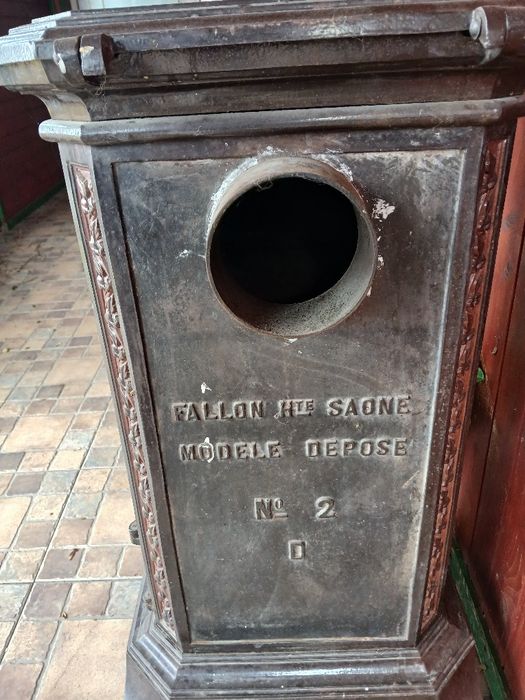 FALLON HTE SAONE
MODELE DEPOSE
No 2
D